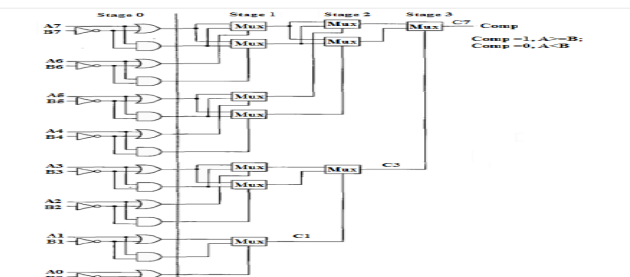 Stage 0 Stage 1 Stage 2 Stage 3
A7
B7
Mux Mux Mux C7 Comp
Mux Mux
Comp =1, A>=B;
Comp =0, A<B
A6
B6
A5
B5
Mux
Mux
A4
B4
A3
B3
Mux Mux C3
Mux
A2
B2
A1
B1
Mux C1
A0